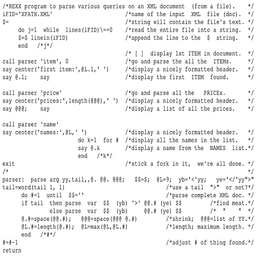 /*REXX program to parse various queries on an XML document  (from a file).   */
iFID='XPATH.XML'                       /*name of the input  XML file (doc).  */
$=                                     /*string will contain the file's text. */
     do j=1  while  lines(iFID)\==0    /*read the entire file into a string. */
     $=$ linein(iFID)                  /*append the line to the  $  string.  */
     end   /*j*/
                                       /* [ ] display 1st ITEM in document. */
call parser 'item', 0                  /*go and parse the all the  ITEMs.    */
say center('first item:',@L.1,' ')     /*display a nicely formatted header.  */
say @.1;    say                        /*display the first  ITEM  found.     */

call parser 'price'                    /*go and parse all the    PRICEs.     */
say center('prices:',length(@@@),' ')  /*display a nicely formatted header.  */
say @@@;    say                        /*display a list of all the prices.   */

call parser 'name'
say center('names:',@L,' ')            /*display a nicely formatted header.  */
                         do k=1  for #  /*display all the names in the list. */
                         say @.k        /*display a name from the  NAMES  list.*/
                         end   /*k*/
exit                                   /*stick a fork in it,  we're all done. */
/*
parser:  parse arg yy,tail,,@. @@. @@@;   $$=$;  @L=9;  yb='<'yy;   ye='</'yy">"
tail=word(tail 1, 1)                   /*use a tail  ">"  or not?*/
     do #=1  until  $$=''              /*parse complete XML doc. */
     if tail  then parse  var  $$  (yb) '>' @@.# (ye) $$     /*find meat.*/
              else parse  var  $$  (yb)     @@.# (ye) $$     /*  "    "  */
     @.#=space(@@.#);   @@@=space(@@@ @.#)      /*shrink;  @@@=list of YY.*/
     @L.#=length(@.#);  @L=max(@L,@L.#)         /*length; maximum length. */
     end   /*#*/
#=#-1                                  /*adjust # of thing found.*/
return